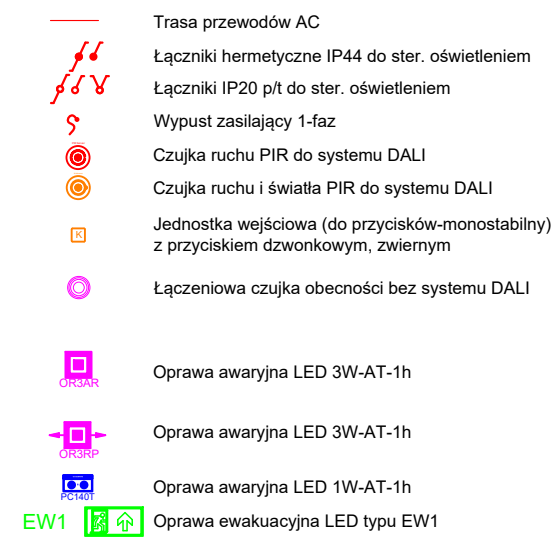 Trasa przewodów AC
Łączniki hermetyczne IP44 do ster. oświetleniem
Łączniki IP20 p/t do ster. oświetleniem
Wypust zasilający 1-faz
Czujka ruchu PIR do systemu DALI
Czujka ruchu i światła PIR do systemu DALI
K
Jednostka wejściowa (do przycisków-monostabilny)
z przyciskiem dzwonkowym, zwiernym
Łączeniowa czujka obecności bez systemu DALI
OR3AR
Oprawa awaryjna LED 3W-AT-1h
OR3RP
Oprawa awaryjna LED 3W-AT-1h
PC140T
Oprawa awaryjna LED 1W-AT-1h
EW1
Oprawa ewakuacyjna LED typu EW1